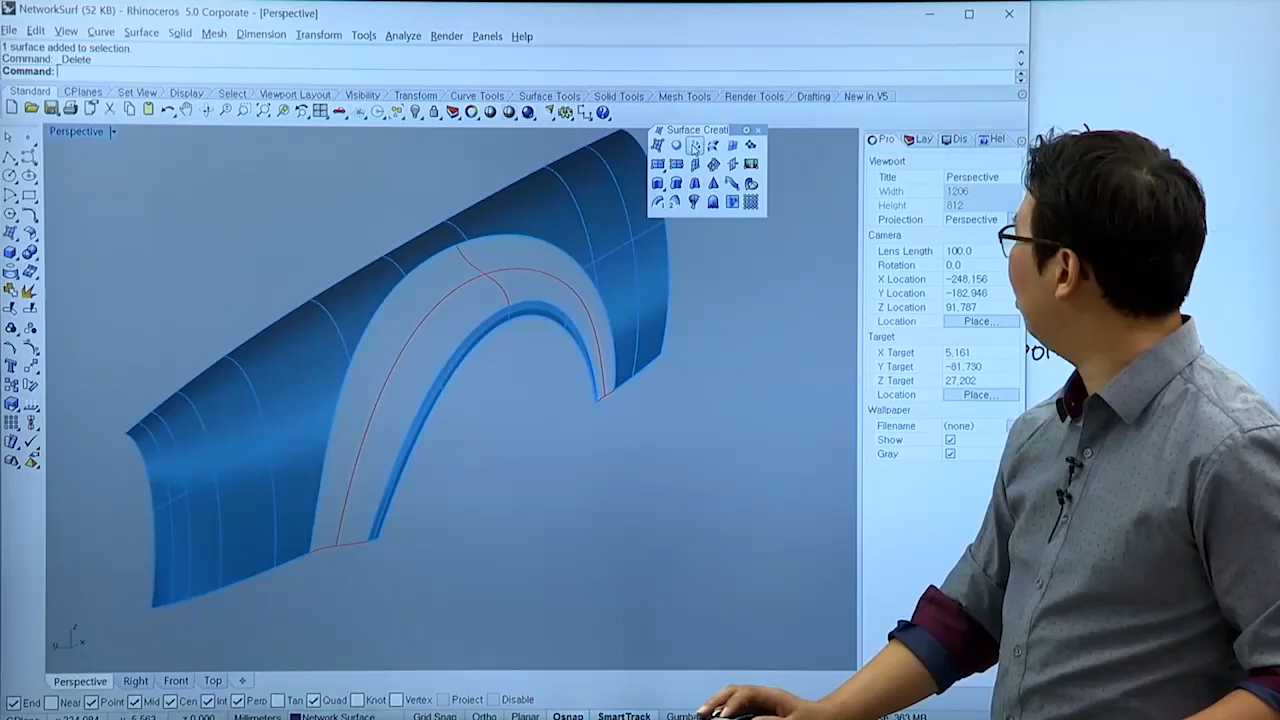 NetworkSurf (52 KB) - Rhinoceros 5.0 Corporate - [Perspective]
File Edit View Curve Surface Solid Mesh Dimension Transform Tools Analyze Render Panels Help
1 surface added to selection.
Command: _Delete
Command:
Standard CPlanes Set View Display Select Viewport Layout Visibility Transform Curve Tools Surface Tools Solid Tools Mesh Tools Render Tools Drafting New in V5
Perspective
Surface Creati
Pro Lay Dis Hel
Viewport
Title Perspective
Width 1206
Height 812
Projection Perspective
Camera
Lens Length 100,0
Rotation 0,0
X Location -248,156
Y Location -182,946
Z Location 91,787
Location Place...
Target
X Target 5,161
Y Target -81,730
Z Target 27,202
Location Place...
Wallpaper
Filename (none)
Show
Gray
z
y x
Perspective Right Front Top
End Near Point Mid Cen Int Perp Tan Quad Knot Vertex Project Disable
Millimeters Network Surface Grid Snap Ortho Planar Osnap SmartTrack